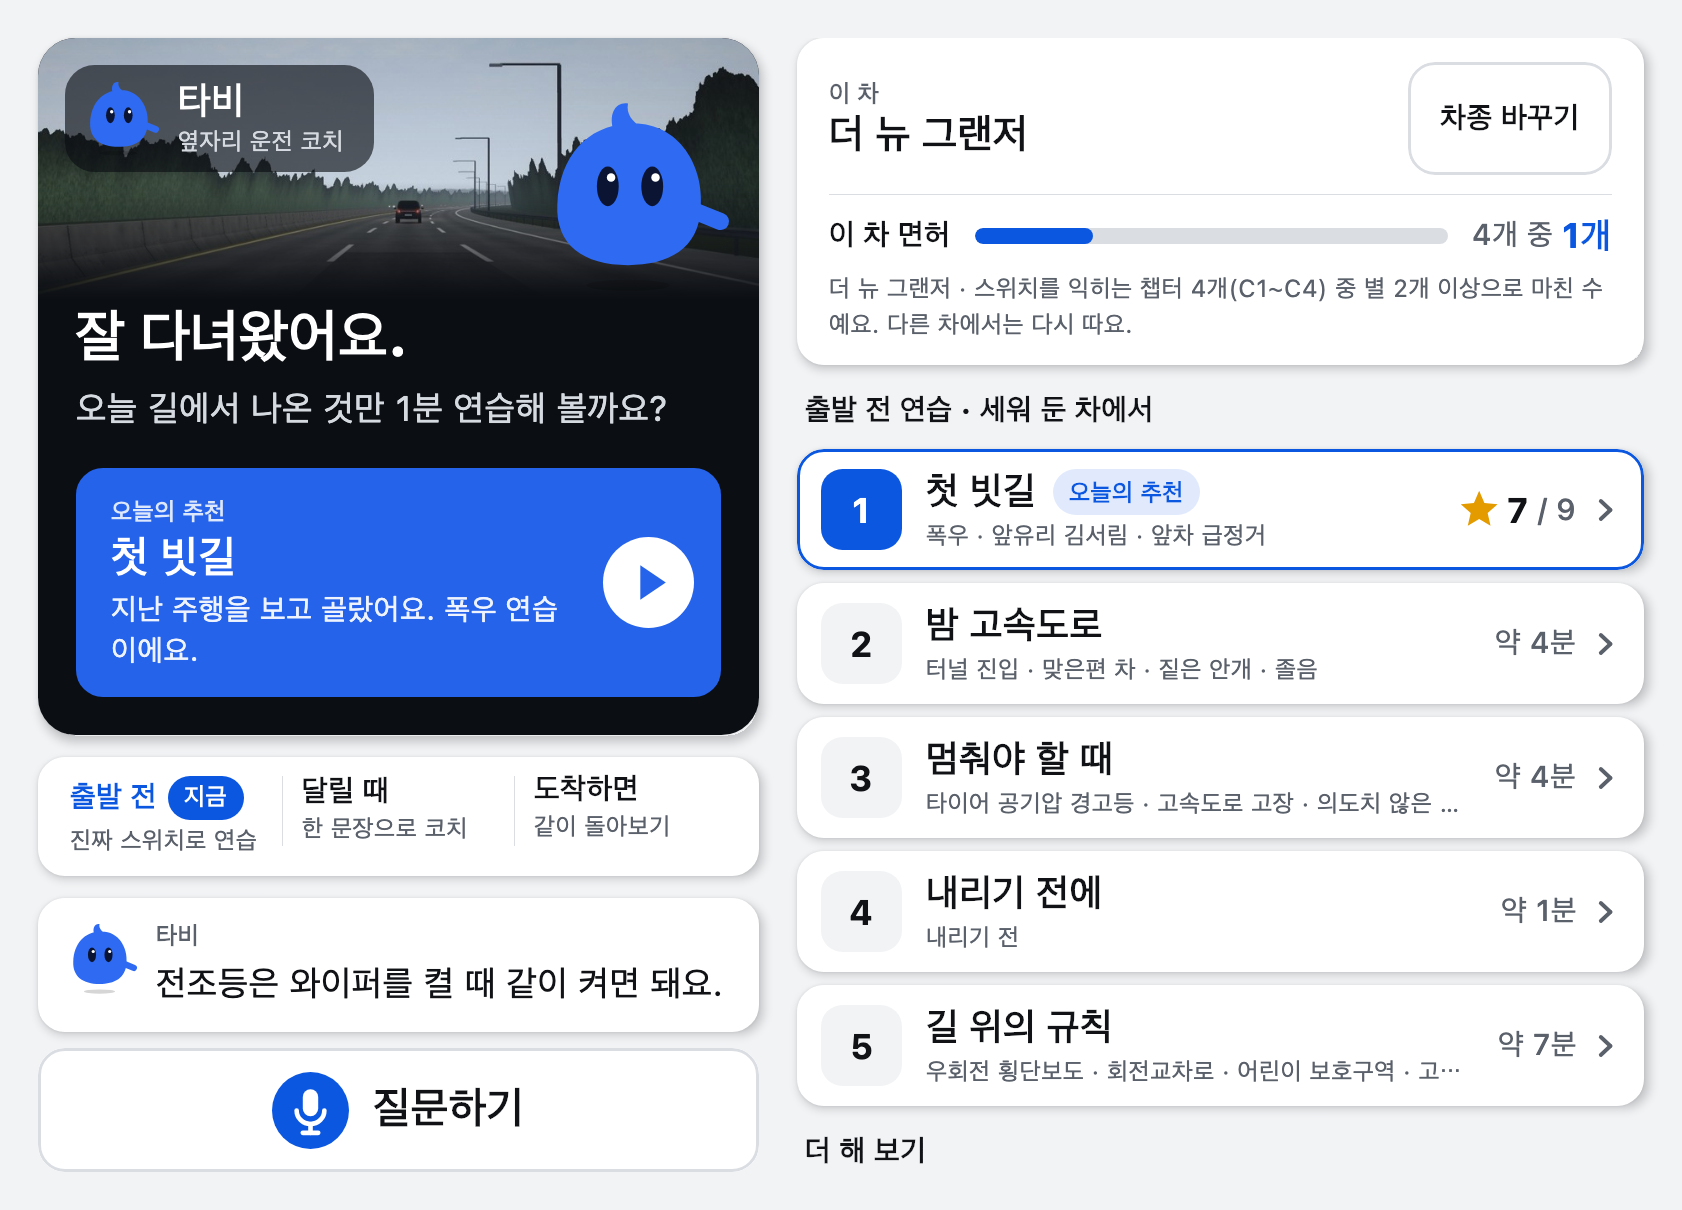 타비
옆자리 운전 코치
잘 다녀왔어요.
오늘 길에서 나온 것만 1분 연습해 볼까요?
오늘의 추천
첫 빗길
지난 주행을 보고 골랐어요. 폭우 연습
이에요.
출발 전 지금
진짜 스위치로 연습
달릴 때
한 문장으로 코치
도착하면
같이 돌아보기
타비
전조등은 와이퍼를 켤 때 같이 켜면 돼요.
질문하기
이 차
더 뉴 그랜저
차종 바꾸기
이 차 면허
4개 중 1개
더 뉴 그랜저 · 스위치를 익히는 챕터 4개(C1~C4) 중 별 2개 이상으로 마친 수
예요. 다른 차에서는 다시 따요.
출발 전 연습 · 세워 둔 차에서
1
첫 빗길 오늘의 추천
폭우 · 앞유리 김서림 · 앞차 급정거
7 / 9
2
밤 고속도로
터널 진입 · 맞은편 차 · 짙은 안개 · 졸음
약 4분
3
멈춰야 할 때
타이어 공기압 경고등 · 고속도로 고장 · 의도치 않은 ...
약 4분
4
내리기 전에
내리기 전
약 1분
5
길 위의 규칙
우회전 횡단보도 · 회전교차로 · 어린이 보호구역 · 고···
약 7분
더 해 보기